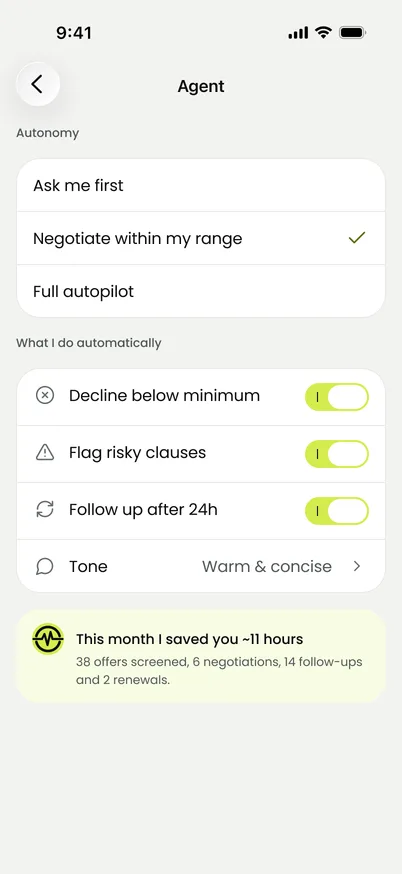 9:41
Agent
Autonomy
Ask me first
Negotiate within my range
Full autopilot
What I do automatically
Decline below minimum
Flag risky clauses
Follow up after 24h
Tone Warm & concise
This month I saved you ~11 hours
38 offers screened, 6 negotiations, 14 follow-ups
and 2 renewals.